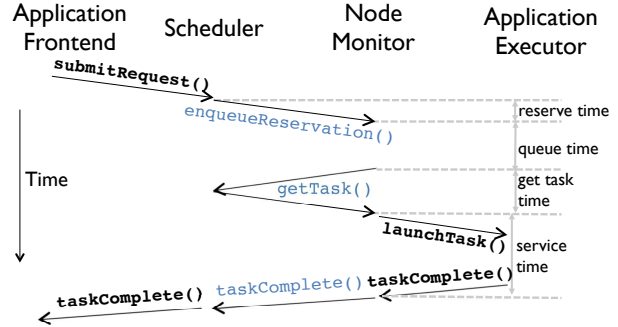 Application Frontend
Scheduler
Node Monitor
Application Executor
submitRequest()
enqueueReservation()
reserve time
queue time
Time
getTask()
get task time
launchTask()
service time
taskComplete()
taskComplete()
taskComplete()